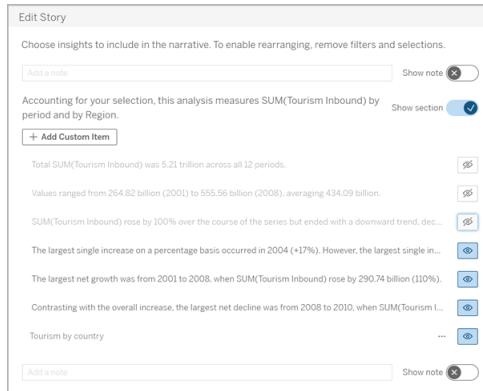 Edit Story
Choose insights to include in the narrative. To enable rearranging, remove filters and selections.
Add a note
Show note
Accounting for your selection, this analysis measures SUM(Tourism Inbound) by
period and by Region.
Show section
+ Add Custom Item
Total SUM(Tourism Inbound) was 5.21 trillion across all 12 periods.
Values ranged from 264.82 billion (2001) to 555.56 billion (2008), averaging 434.09 billion.
SUM(Tourism Inbound) rose by 100% over the course of the series but ended with a downward trend, dec...
The largest single increase on a percentage basis occurred in 2004 (+17%). However, the largest single in...
The largest net growth was from 2001 to 2008, when SUM(Tourism Inbound) rose by 290.74 billion (110%).
Contrasting with the overall increase, the largest net decline was from 2008 to 2010, when SUM(Tourism I...
Tourism by country ...
Add a note
Show note